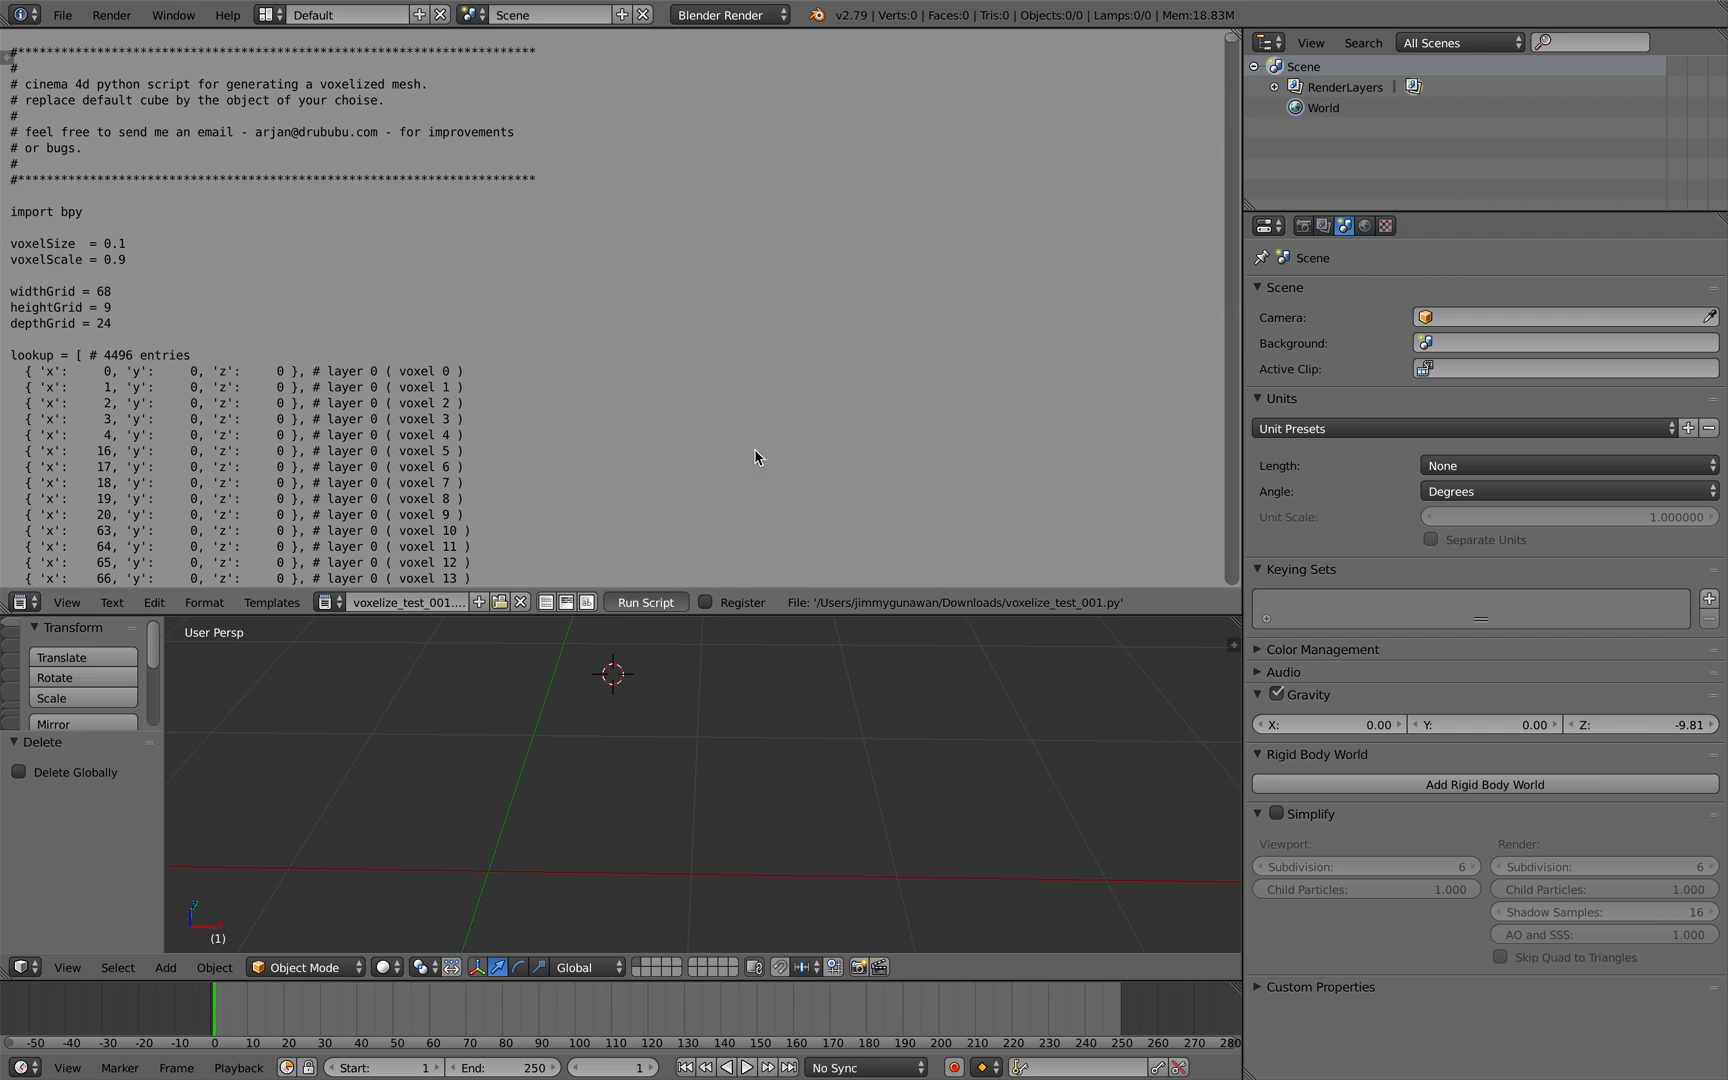 File Render Window Help Default Scene Blender Render v2.79 | Verts:0 | Faces:0 | Tris:0 | Objects:0/0 | Lamps:0/0 | Mem:18.83M
#************************************************************************
#
# cinema 4d python script for generating a voxelized mesh.
# replace default cube by the object of your choise.
#
# feel free to send me an email - arjan@drububu.com - for improvements
# or bugs.
#
#************************************************************************
import bpy
voxelSize  = 0.1
voxelScale = 0.9
widthGrid = 68
heightGrid = 9
depthGrid = 24
lookup = [ # 4496 entries
{ 'x':     0, 'y':     0, 'z':     0 }, # layer 0 ( voxel 0 )
{ 'x':     1, 'y':     0, 'z':     0 }, # layer 0 ( voxel 1 )
{ 'x':     2, 'y':     0, 'z':     0 }, # layer 0 ( voxel 2 )
{ 'x':     3, 'y':     0, 'z':     0 }, # layer 0 ( voxel 3 )
{ 'x':     4, 'y':     0, 'z':     0 }, # layer 0 ( voxel 4 )
{ 'x':    16, 'y':     0, 'z':     0 }, # layer 0 ( voxel 5 )
{ 'x':    17, 'y':     0, 'z':     0 }, # layer 0 ( voxel 6 )
{ 'x':    18, 'y':     0, 'z':     0 }, # layer 0 ( voxel 7 )
{ 'x':    19, 'y':     0, 'z':     0 }, # layer 0 ( voxel 8 )
{ 'x':    20, 'y':     0, 'z':     0 }, # layer 0 ( voxel 9 )
{ 'x':    63, 'y':     0, 'z':     0 }, # layer 0 ( voxel 10 )
{ 'x':    64, 'y':     0, 'z':     0 }, # layer 0 ( voxel 11 )
{ 'x':    65, 'y':     0, 'z':     0 }, # layer 0 ( voxel 12 )
{ 'x':    66, 'y':     0, 'z':     0 }, # layer 0 ( voxel 13 )
View Text Edit Format Templates voxelize_test_001.... Run Script Register File: '/Users/jimmygunawan/Downloads/voxelize_test_001.py'
Transform
Translate
Rotate
Scale
Mirror
Delete
Delete Globally
User Persp
y
(1)
View Select Add Object Object Mode Global
-50 -40 -30 -20 -10 0 10 20 30 40 50 60 70 80 90 100 110 120 130 140 150 160 170 180 190 200 210 220 230 240 250 260 270 280
View Marker Frame Playback Start: 1 End: 250 1 No Sync
View Search All Scenes
Scene
RenderLayers |
World
Scene
Scene
Camera:
Background:
Active Clip:
Units
Unit Presets
Length: None
Angle: Degrees
Unit Scale: 1.000000
Separate Units
Keying Sets
Color Management
Audio
Gravity
X: 0.00 Y: 0.00 Z: -9.81
Rigid Body World
Add Rigid Body World
Simplify
Viewport: Render:
Subdivision: 6 Subdivision: 6
Child Particles: 1.000 Child Particles: 1.000
Shadow Samples: 16
AO and SSS: 1.000
Skip Quad to Triangles
Custom Properties